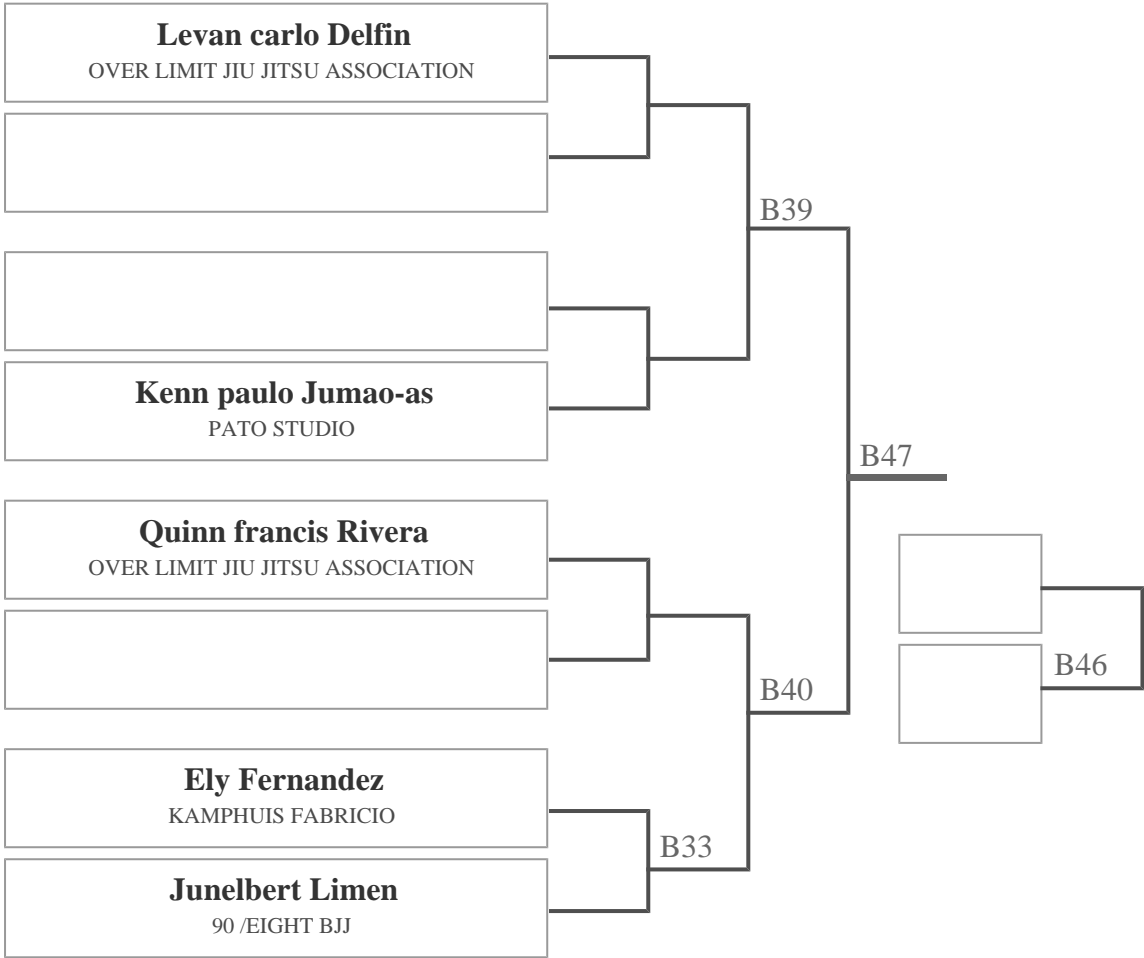 Levan carlo Delfin
OVER LIMIT JIU JITSU ASSOCIATION
B39
Kenn paulo Jumao-as
PATO STUDIO
B47
Quinn francis Rivera
OVER LIMIT JIU JITSU ASSOCIATION
B46
B40
Ely Fernandez
KAMPHUIS FABRICIO
B33
Junelbert Limen
90 /EIGHT BJJ